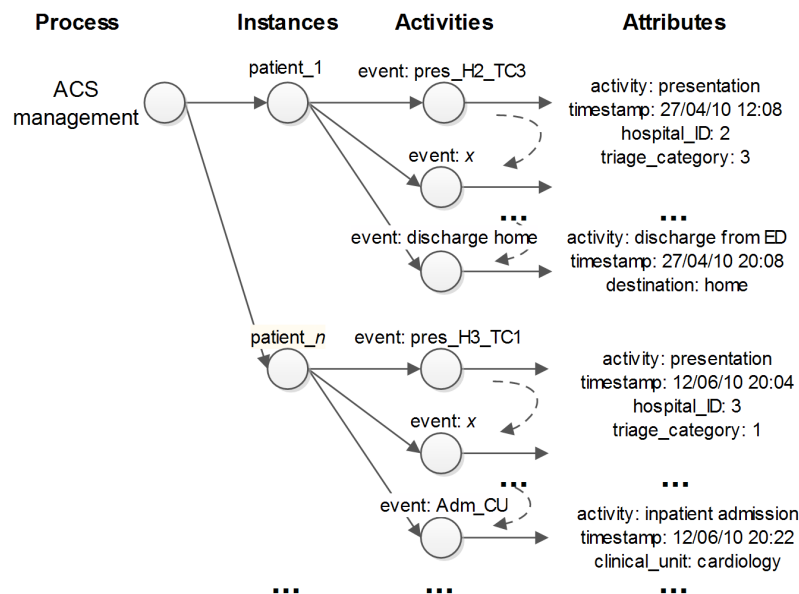 Process Instances Activities Attributes
ACS
management
patient_1
event: pres_H2_TC3
activity: presentation
timestamp: 27/04/10 12:08
hospital_ID: 2
triage_category: 3
event: x
... ...
event: discharge home
activity: discharge from ED
timestamp: 27/04/10 20:08
destination: home
patient_n
event: pres_H3_TC1
activity: presentation
timestamp: 12/06/10 20:04
hospital_ID: 3
triage_category: 1
event: x
... ...
event: Adm_CU
activity: inpatient admission
timestamp: 12/06/10 20:22
clinical_unit: cardiology
... ... ...